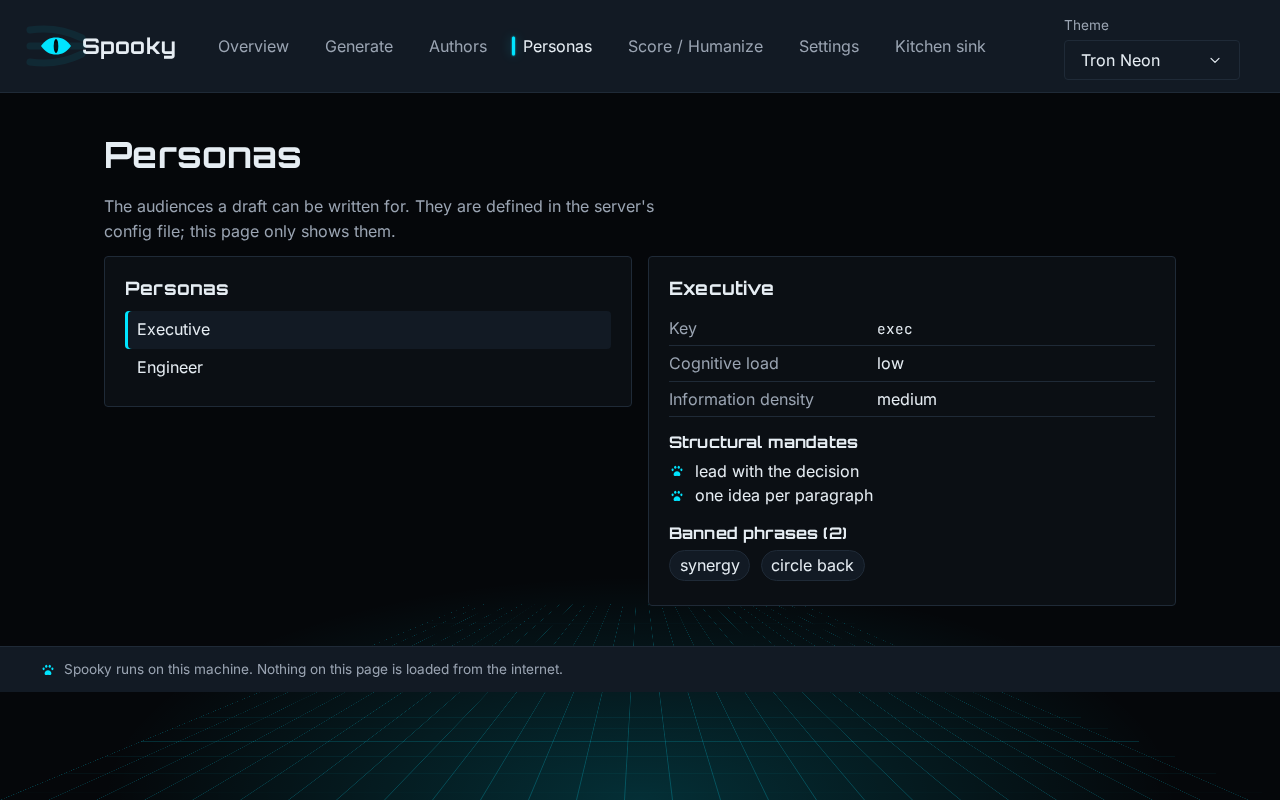 Spooky
Overview
Generate
Authors
Personas
Score / Humanize
Settings
Kitchen sink
Theme
Tron Neon
Personas
The audiences a draft can be written for. They are defined in the server's
config file; this page only shows them.
Personas
Executive
Engineer
Executive
Key exec
Cognitive load low
Information density medium
Structural mandates
lead with the decision
one idea per paragraph
Banned phrases (2)
synergy circle back
Spooky runs on this machine. Nothing on this page is loaded from the internet.